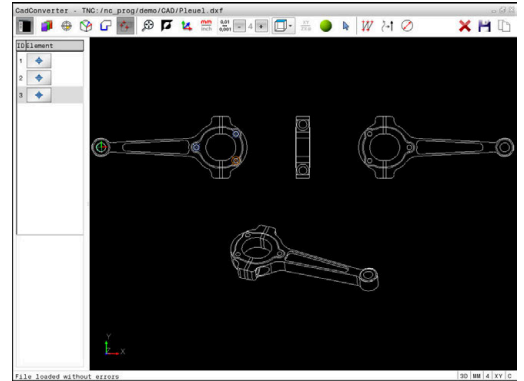 CadConverter - TNC:/nc_prog/demo/CAD/Pleuel.dxf
mm
inch
0,01
0,001
4
ID Element
1
2
3
Y
Z X
File loaded without errors
3D MM 4 XY C